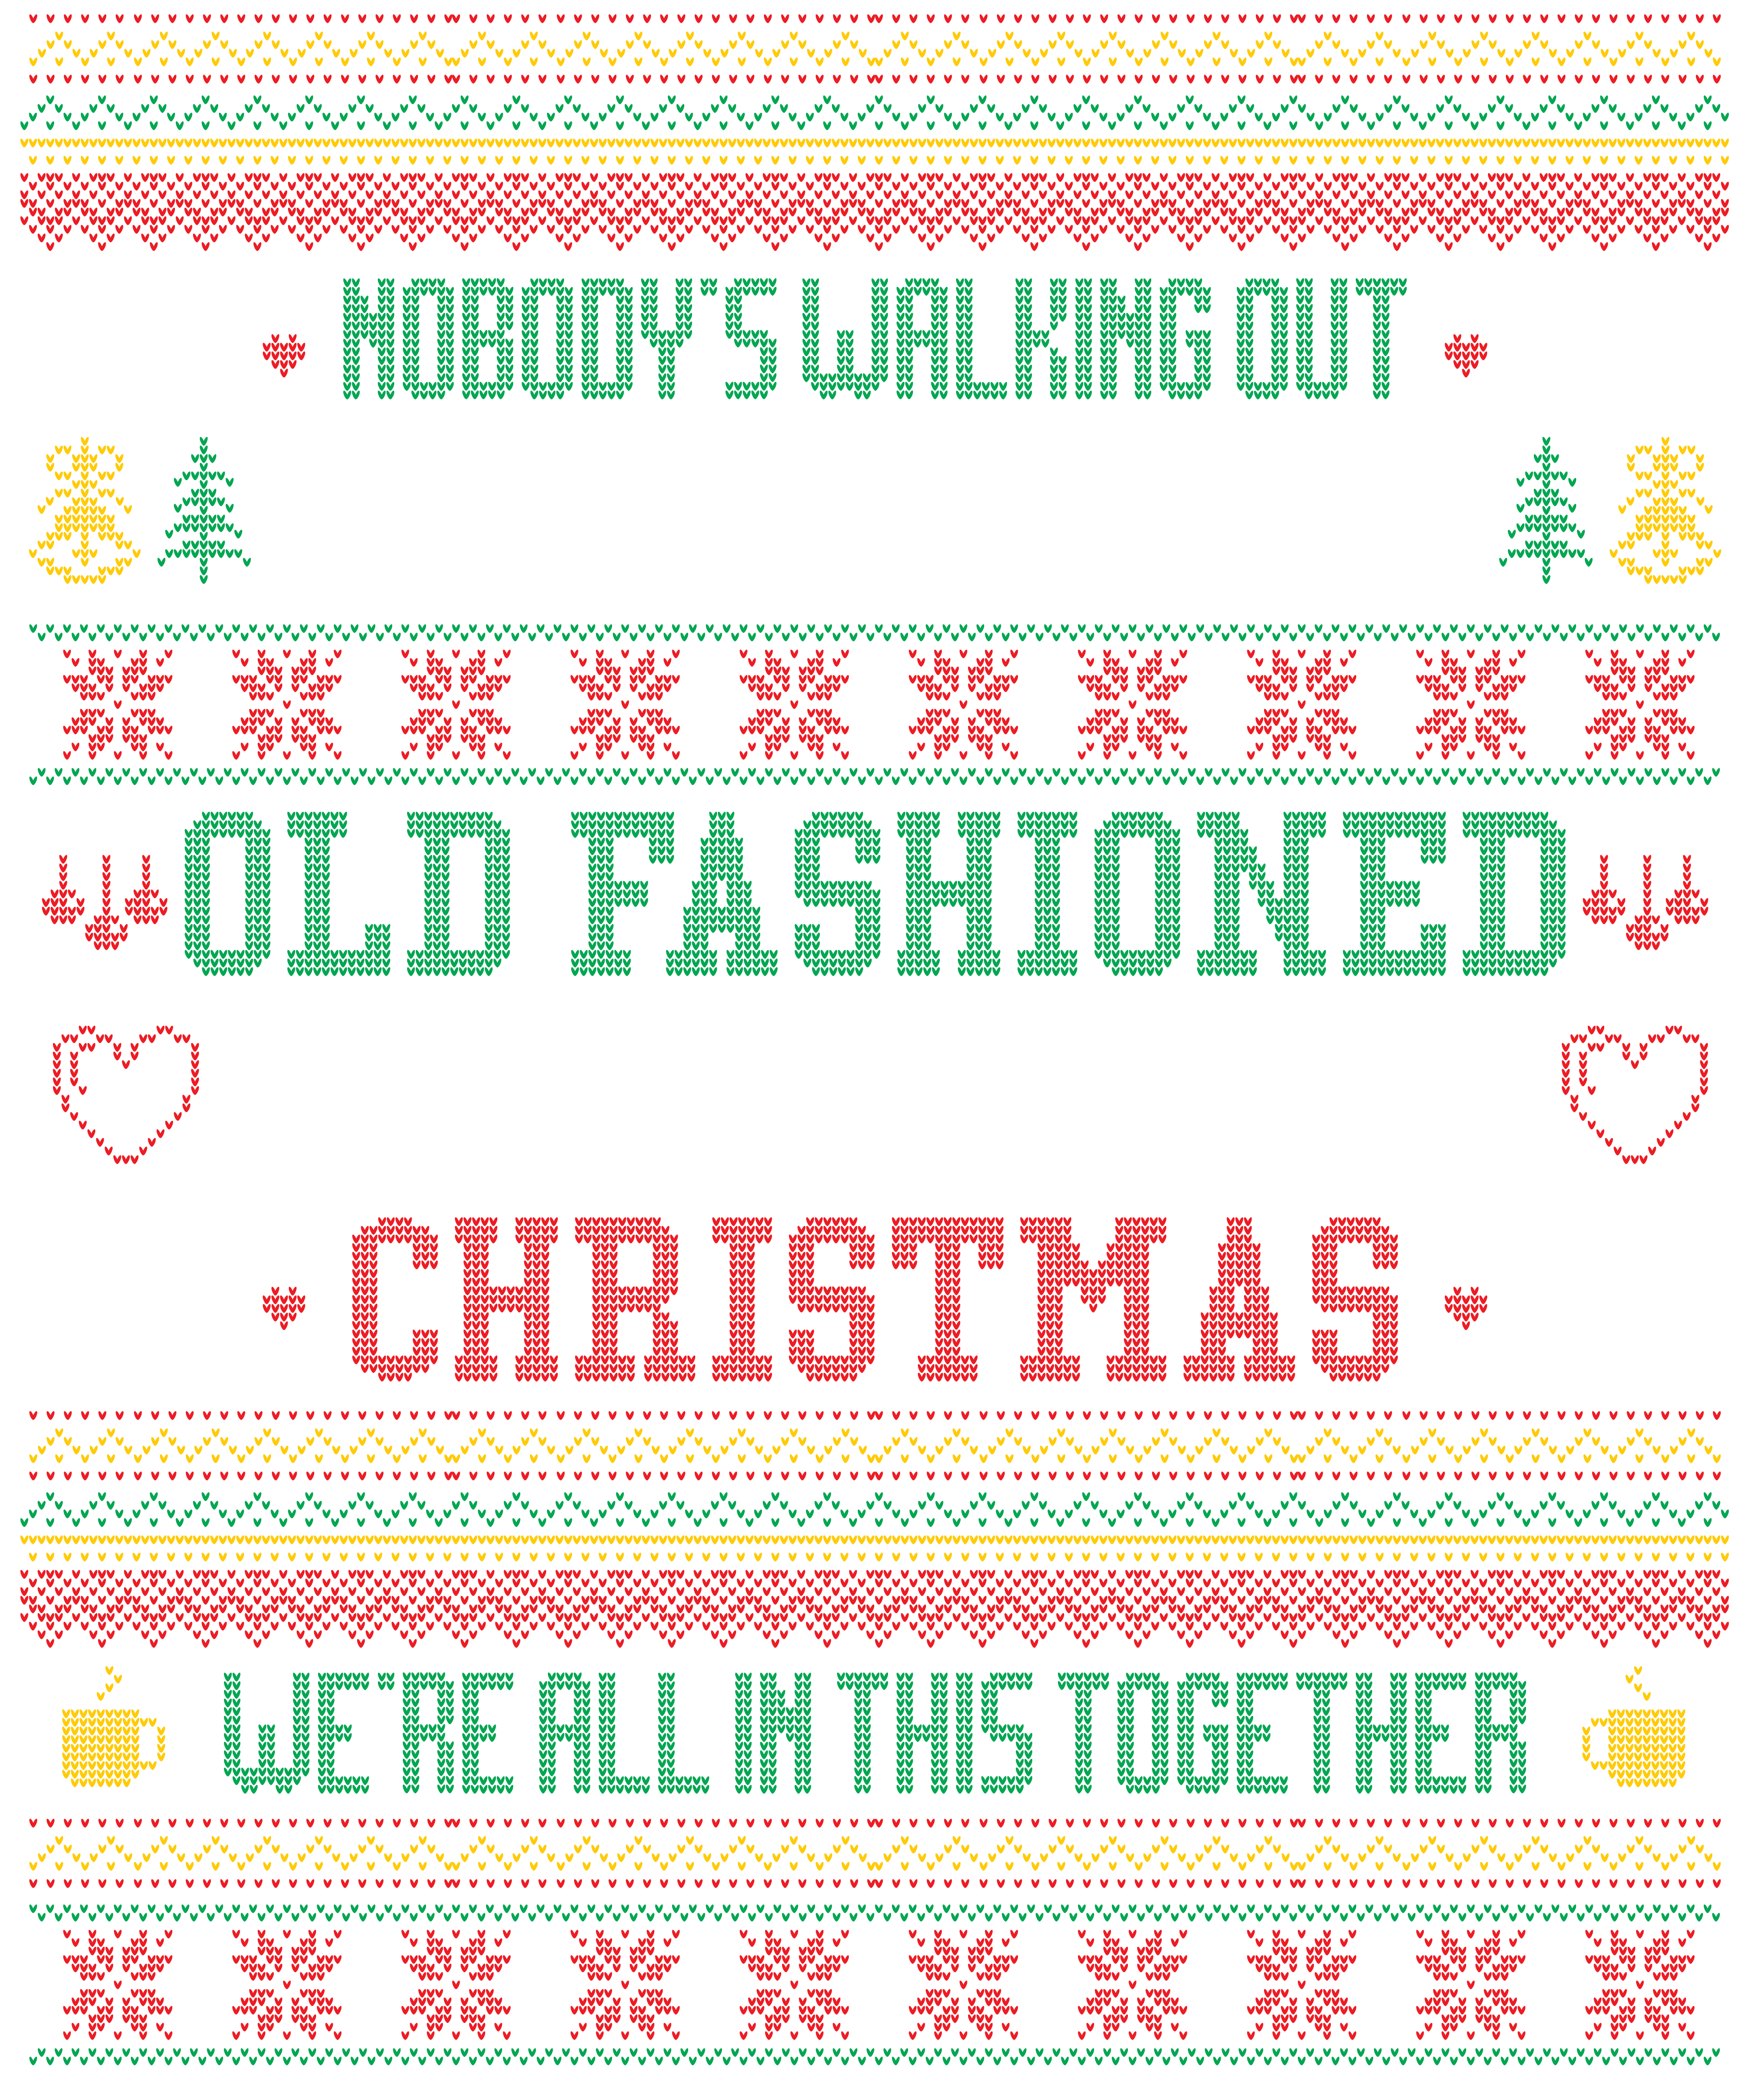 NOBODY'S WALKING OUT
OLD FASHIONED
CHRISTMAS
WE'RE ALL IN THIS TOGETHER